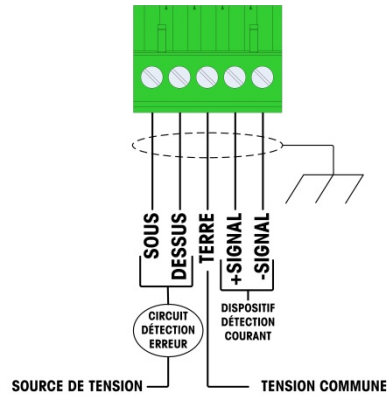 SOUS
DESSUS
TERRE
+SIGNAL
-SIGNAL
CIRCUIT
DÉTECTION
ERREUR
DISPOSITIF
DÉTECTION
COURANT
SOURCE DE TENSION
TENSION COMMUNE